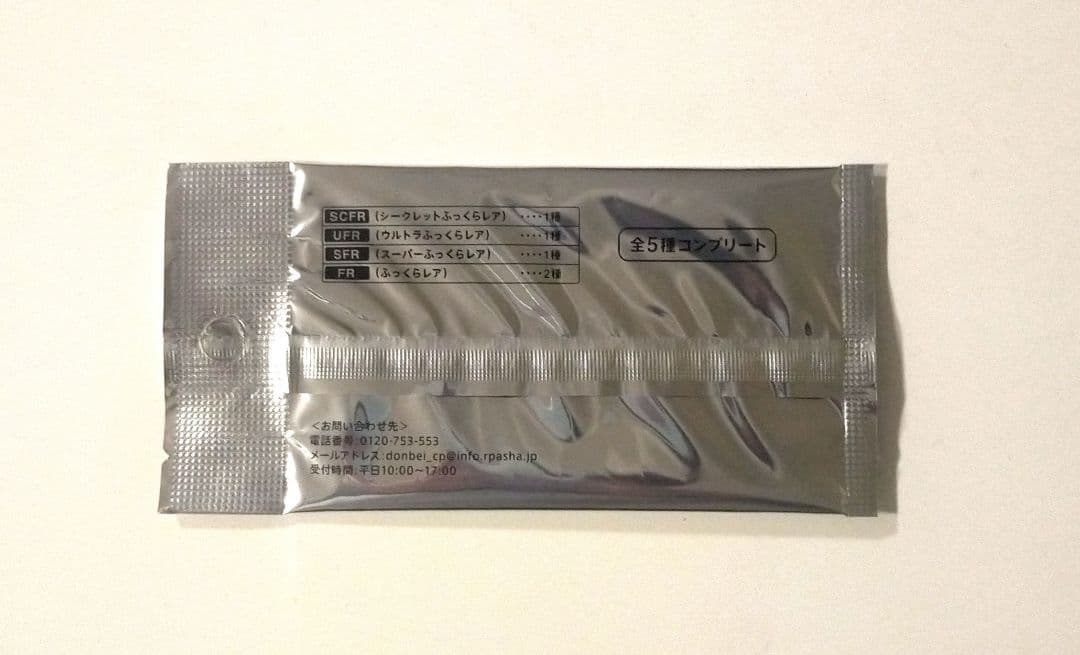 SCFR (シークレットふっくらレア) ‥‥1種
UFR (ウルトラふっくらレア) ‥‥1種
SFR (スーパーふっくらレア) ‥‥1種
FR (ふっくらレア) ‥‥2種
全5種コンプリート
＜お問い合わせ先＞
電話番号:0120-753-553
メールアドレス:donbei_cp@info.rpasha.jp
受付時間:平日10:00~17:00